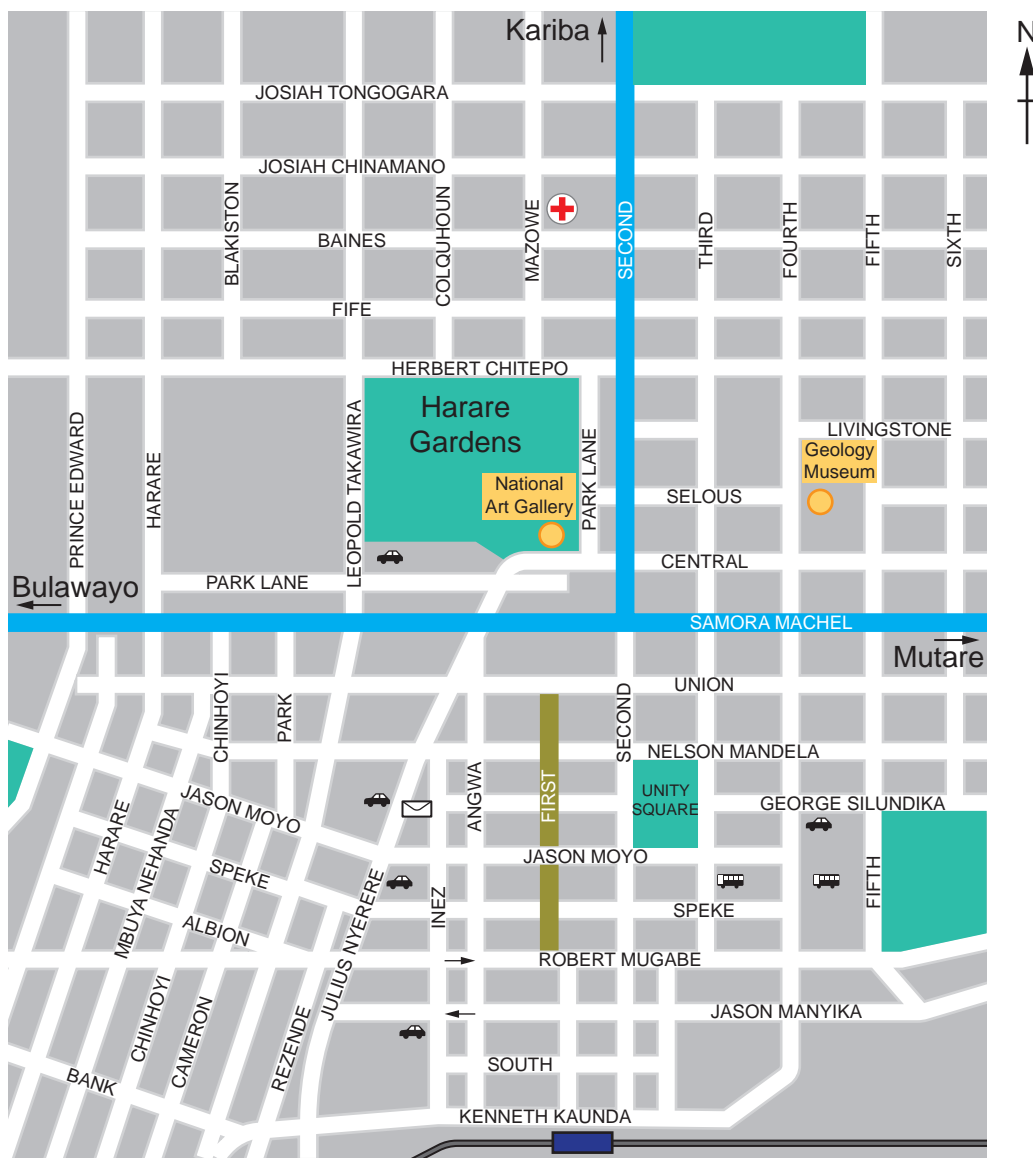 Kariba
N
JOSIAH TONGOGARA
JOSIAH CHINAMANO
BLAKISTON
COLQUHOUN
MAZOWE
SECOND
THIRD
FOURTH
FIFTH
SIXTH
BAINES
FIFE
HERBERT CHITEPO
Harare
Gardens
PRINCE EDWARD
HARARE
LEOPOLD TAKAWIRA
PARK LANE
LIVINGSTONE
Geology
Museum
National
Art Gallery
SELOUS
CENTRAL
PARK LANE
Bulawayo
SAMORA MACHEL
Mutare
UNION
CHINHOYI
PARK
SECOND
NELSON MANDELA
JASON MOYO
ANGWA
FIRST
UNITY
SQUARE
GEORGE SILUNDIKA
HARARE
MBUYA NEHANDA
SPEKE
JASON MOYO
JULIUS NYERERE
INEZ
FIFTH
SPEKE
ALBION
ROBERT MUGABE
CHINHOYI
CAMERON
REZENDE
JASON MANYIKA
BANK
SOUTH
KENNETH KAUNDA